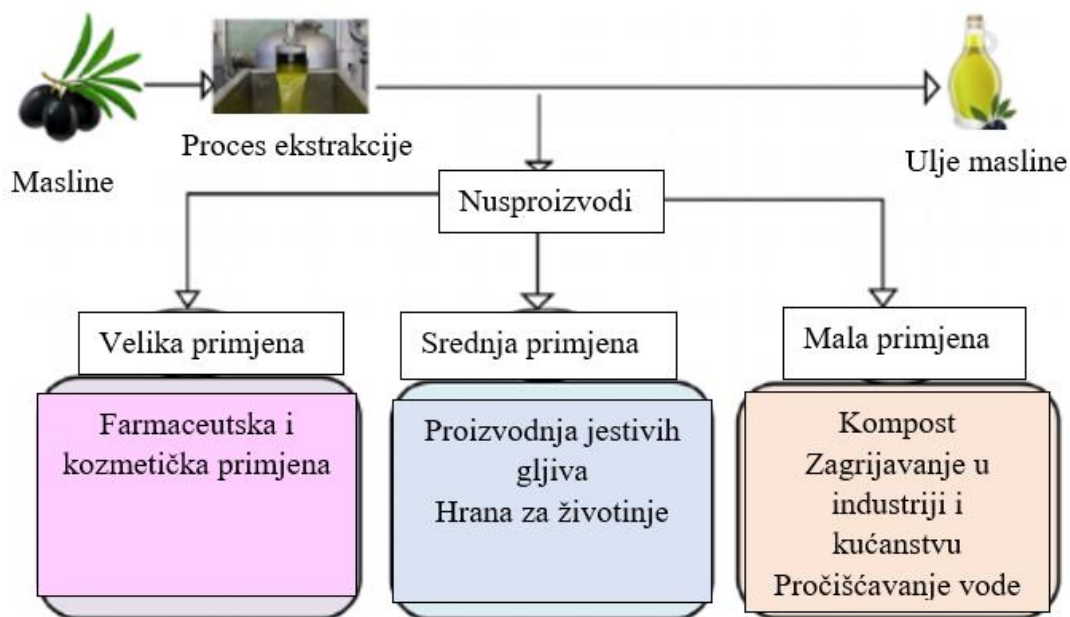 Masline
Proces ekstrakcije
Ulje masline
Nusproizvodi
Velika primjena
Farmaceutska i
kozmetička primjena
Srednja primjena
Proizvodnja jestivih
gljiva
Hrana za životinje
Mala primjena
Kompost
Zagrijavanje u
industriji i
kućanstvu
Pročišćavanje vode